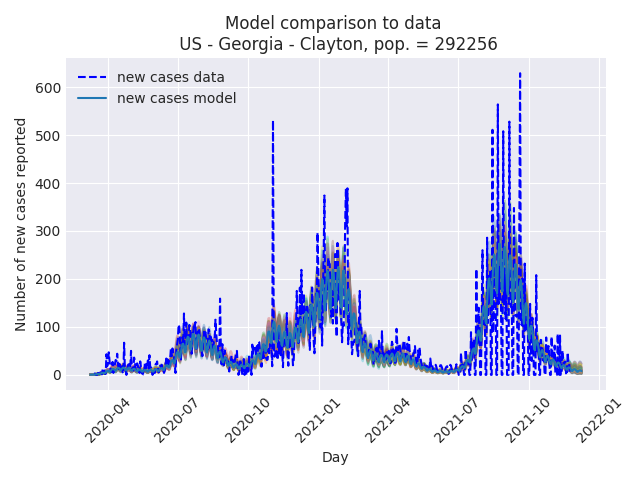 Model comparison to data
US - Georgia - Clayton, pop. = 292256
new cases data
new cases model
Number of new cases reported
600
500
400
300
200
100
0
2020-04
2020-07
2020-10
2021-01
2021-04
2021-07
2021-10
2022-01
Day